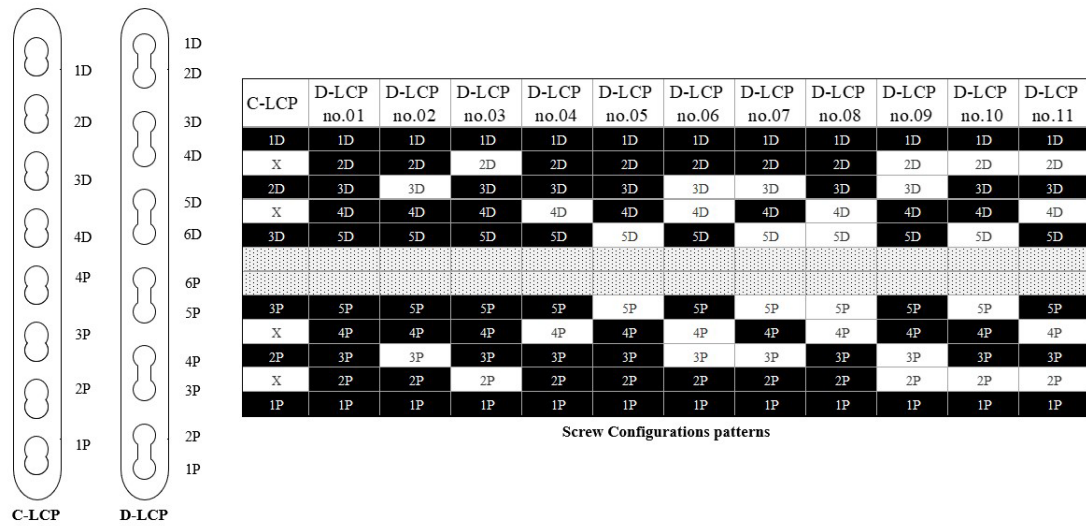 1D
2D
3D
4D
4P
3P
2P
1P
C-LCP
1D
2D
3D
4D
5D
6D
6P
5P
4P
3P
2P
1P
D-LCP
C-LCP D-LCP no.01 D-LCP no.02 D-LCP no.03 D-LCP no.04 D-LCP no.05 D-LCP no.06 D-LCP no.07 D-LCP no.08 D-LCP no.09 D-LCP no.10 D-LCP no.11
1D 1D 1D 1D 1D 1D 1D 1D 1D 1D 1D 1D
X 2D 2D 2D 2D 2D 2D 2D 2D 2D 2D 2D
2D 3D 3D 3D 3D 3D 3D 3D 3D 3D 3D 3D
X 4D 4D 4D 4D 4D 4D 4D 4D 4D 4D 4D
3D 5D 5D 5D 5D 5D 5D 5D 5D 5D 5D 5D
3P 5P 5P 5P 5P 5P 5P 5P 5P 5P 5P 5P
X 4P 4P 4P 4P 4P 4P 4P 4P 4P 4P 4P
2P 3P 3P 3P 3P 3P 3P 3P 3P 3P 3P 3P
X 2P 2P 2P 2P 2P 2P 2P 2P 2P 2P 2P
1P 1P 1P 1P 1P 1P 1P 1P 1P 1P 1P 1P
Screw Configurations patterns